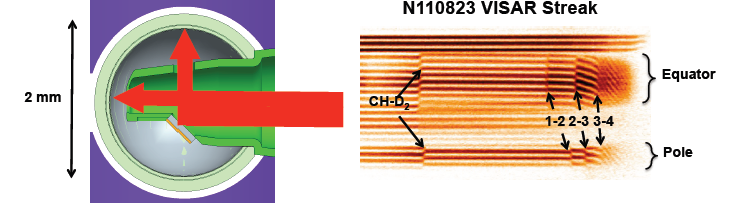 N110823 VISAR Streak
2 mm
Equator
CH-D2
1-2 2-3 3-4
Pole